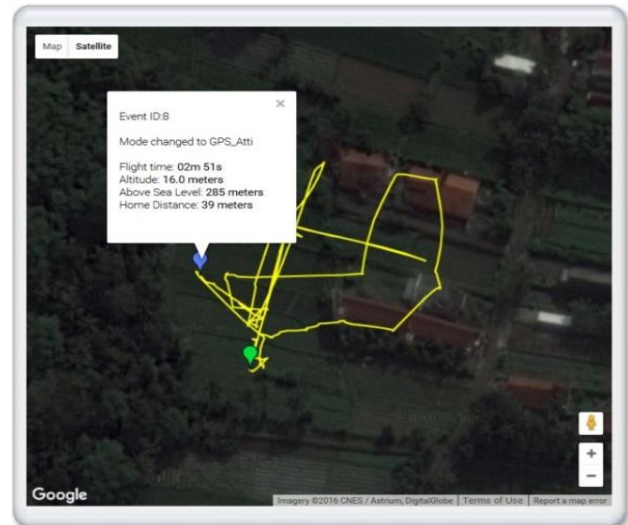 Map Satellite
×
Event ID:8
Mode changed to GPS_Atti
Flight time: 02m 51s
Altitude: 16.0 meters
Above Sea Level: 285 meters
Home Distance: 39 meters
+
−
Google
Imagery ©2016 CNES / Astrium, DigitalGlobe
Terms of Use
Report a map error